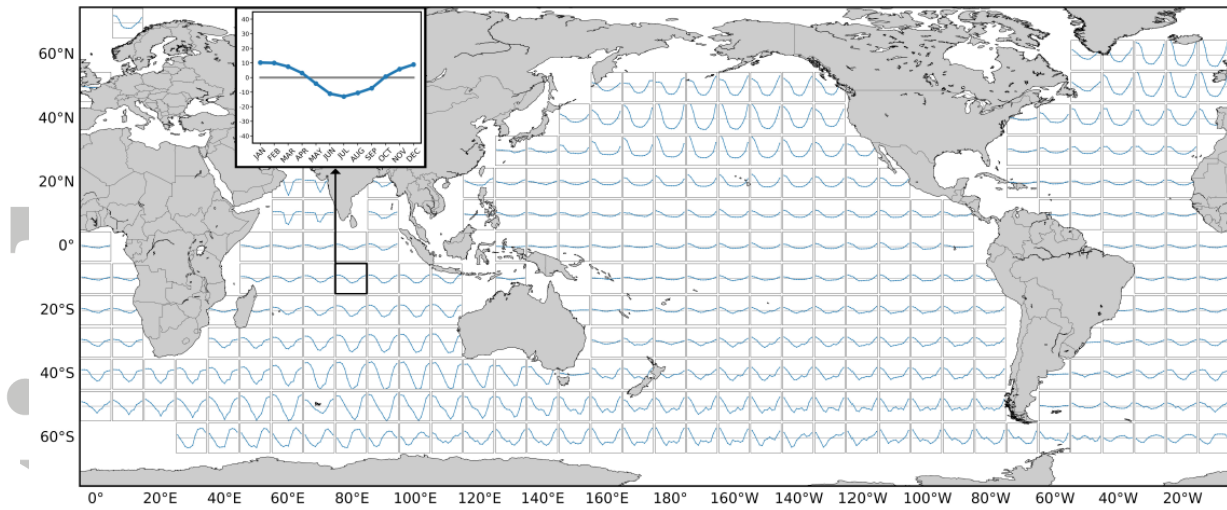 40
30
20
10
0
-10
-20
-30
-40
JAN FEB MAR APR MAY JUN JUL AUG SEP OCT NOV DEC
60°N
40°N
20°N
0°
20°S
40°S
60°S
0° 20°E 40°E 60°E 80°E 100°E 120°E 140°E 160°E 180° 160°W 140°W 120°W 100°W 80°W 60°W 40°W 20°W